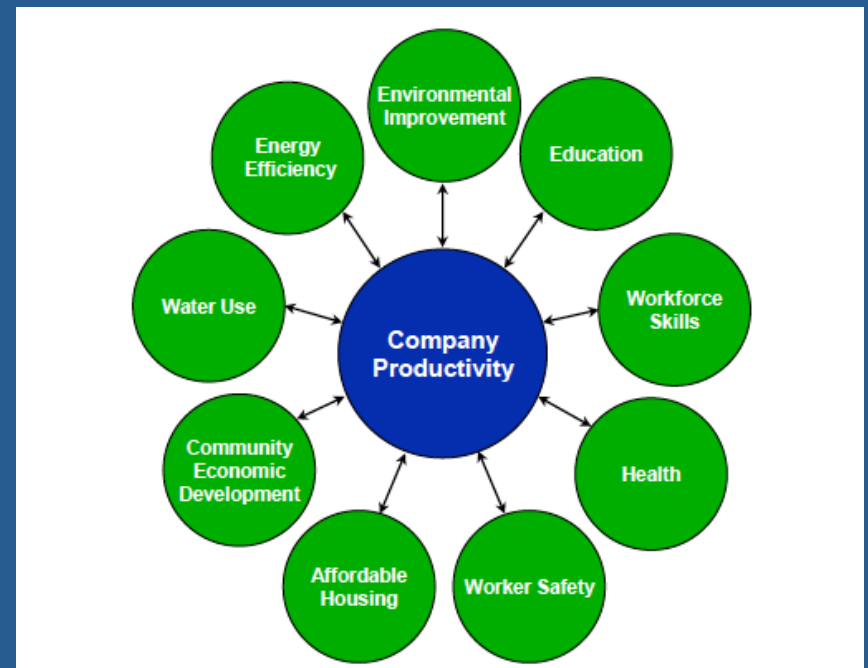 Environmental
Improvement
Education
Workforce
Skills
Health
Worker Safety
Affordable
Housing
Community
Economic
Development
Water Use
Energy
Efficiency
Company
Productivity